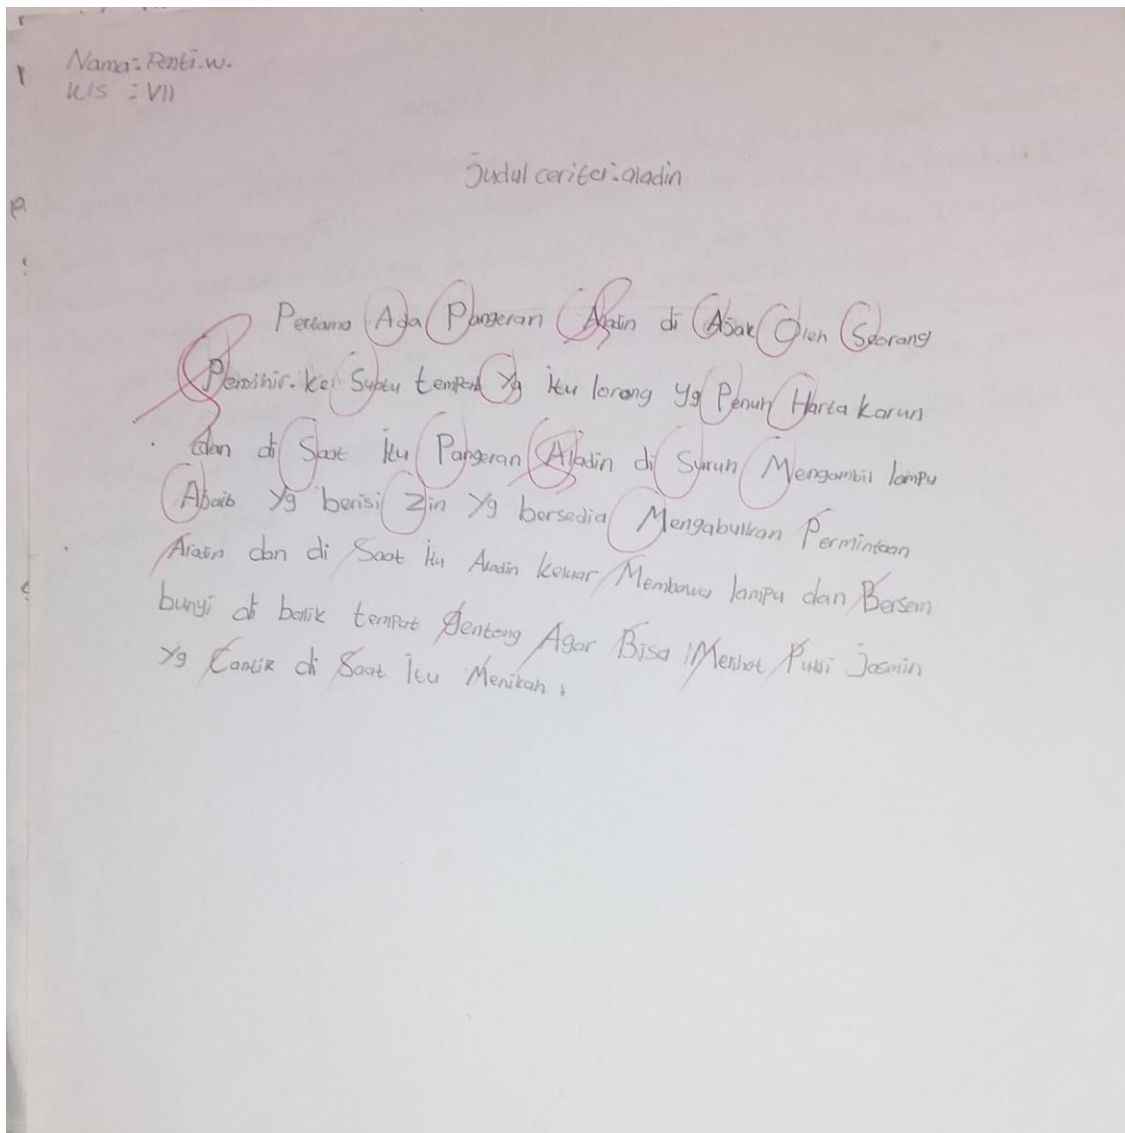 Nama: Penti.w.
Kls : VII
Judul cerita: aladin
Pertama Ada Pangeran Aladin di Ajak Oleh Seorang
Peminir. ke Suatu tempat Yg itu lorong Yg Penuh Harta karun
dan di Saat itu Pangeran Aladin di Suruh Mengambil lampu
Ajaib Yg berisi Zin Yg bersedia Mengabulkan Permintaan
Aladin dan di Saat itu Aladin keluar Membawa lampu dan Bersem
bunyi di balik tempat Genteng Agar Bisa Melihat Putri Jasmin
Yg Cantik di Saat Itu Menikah.